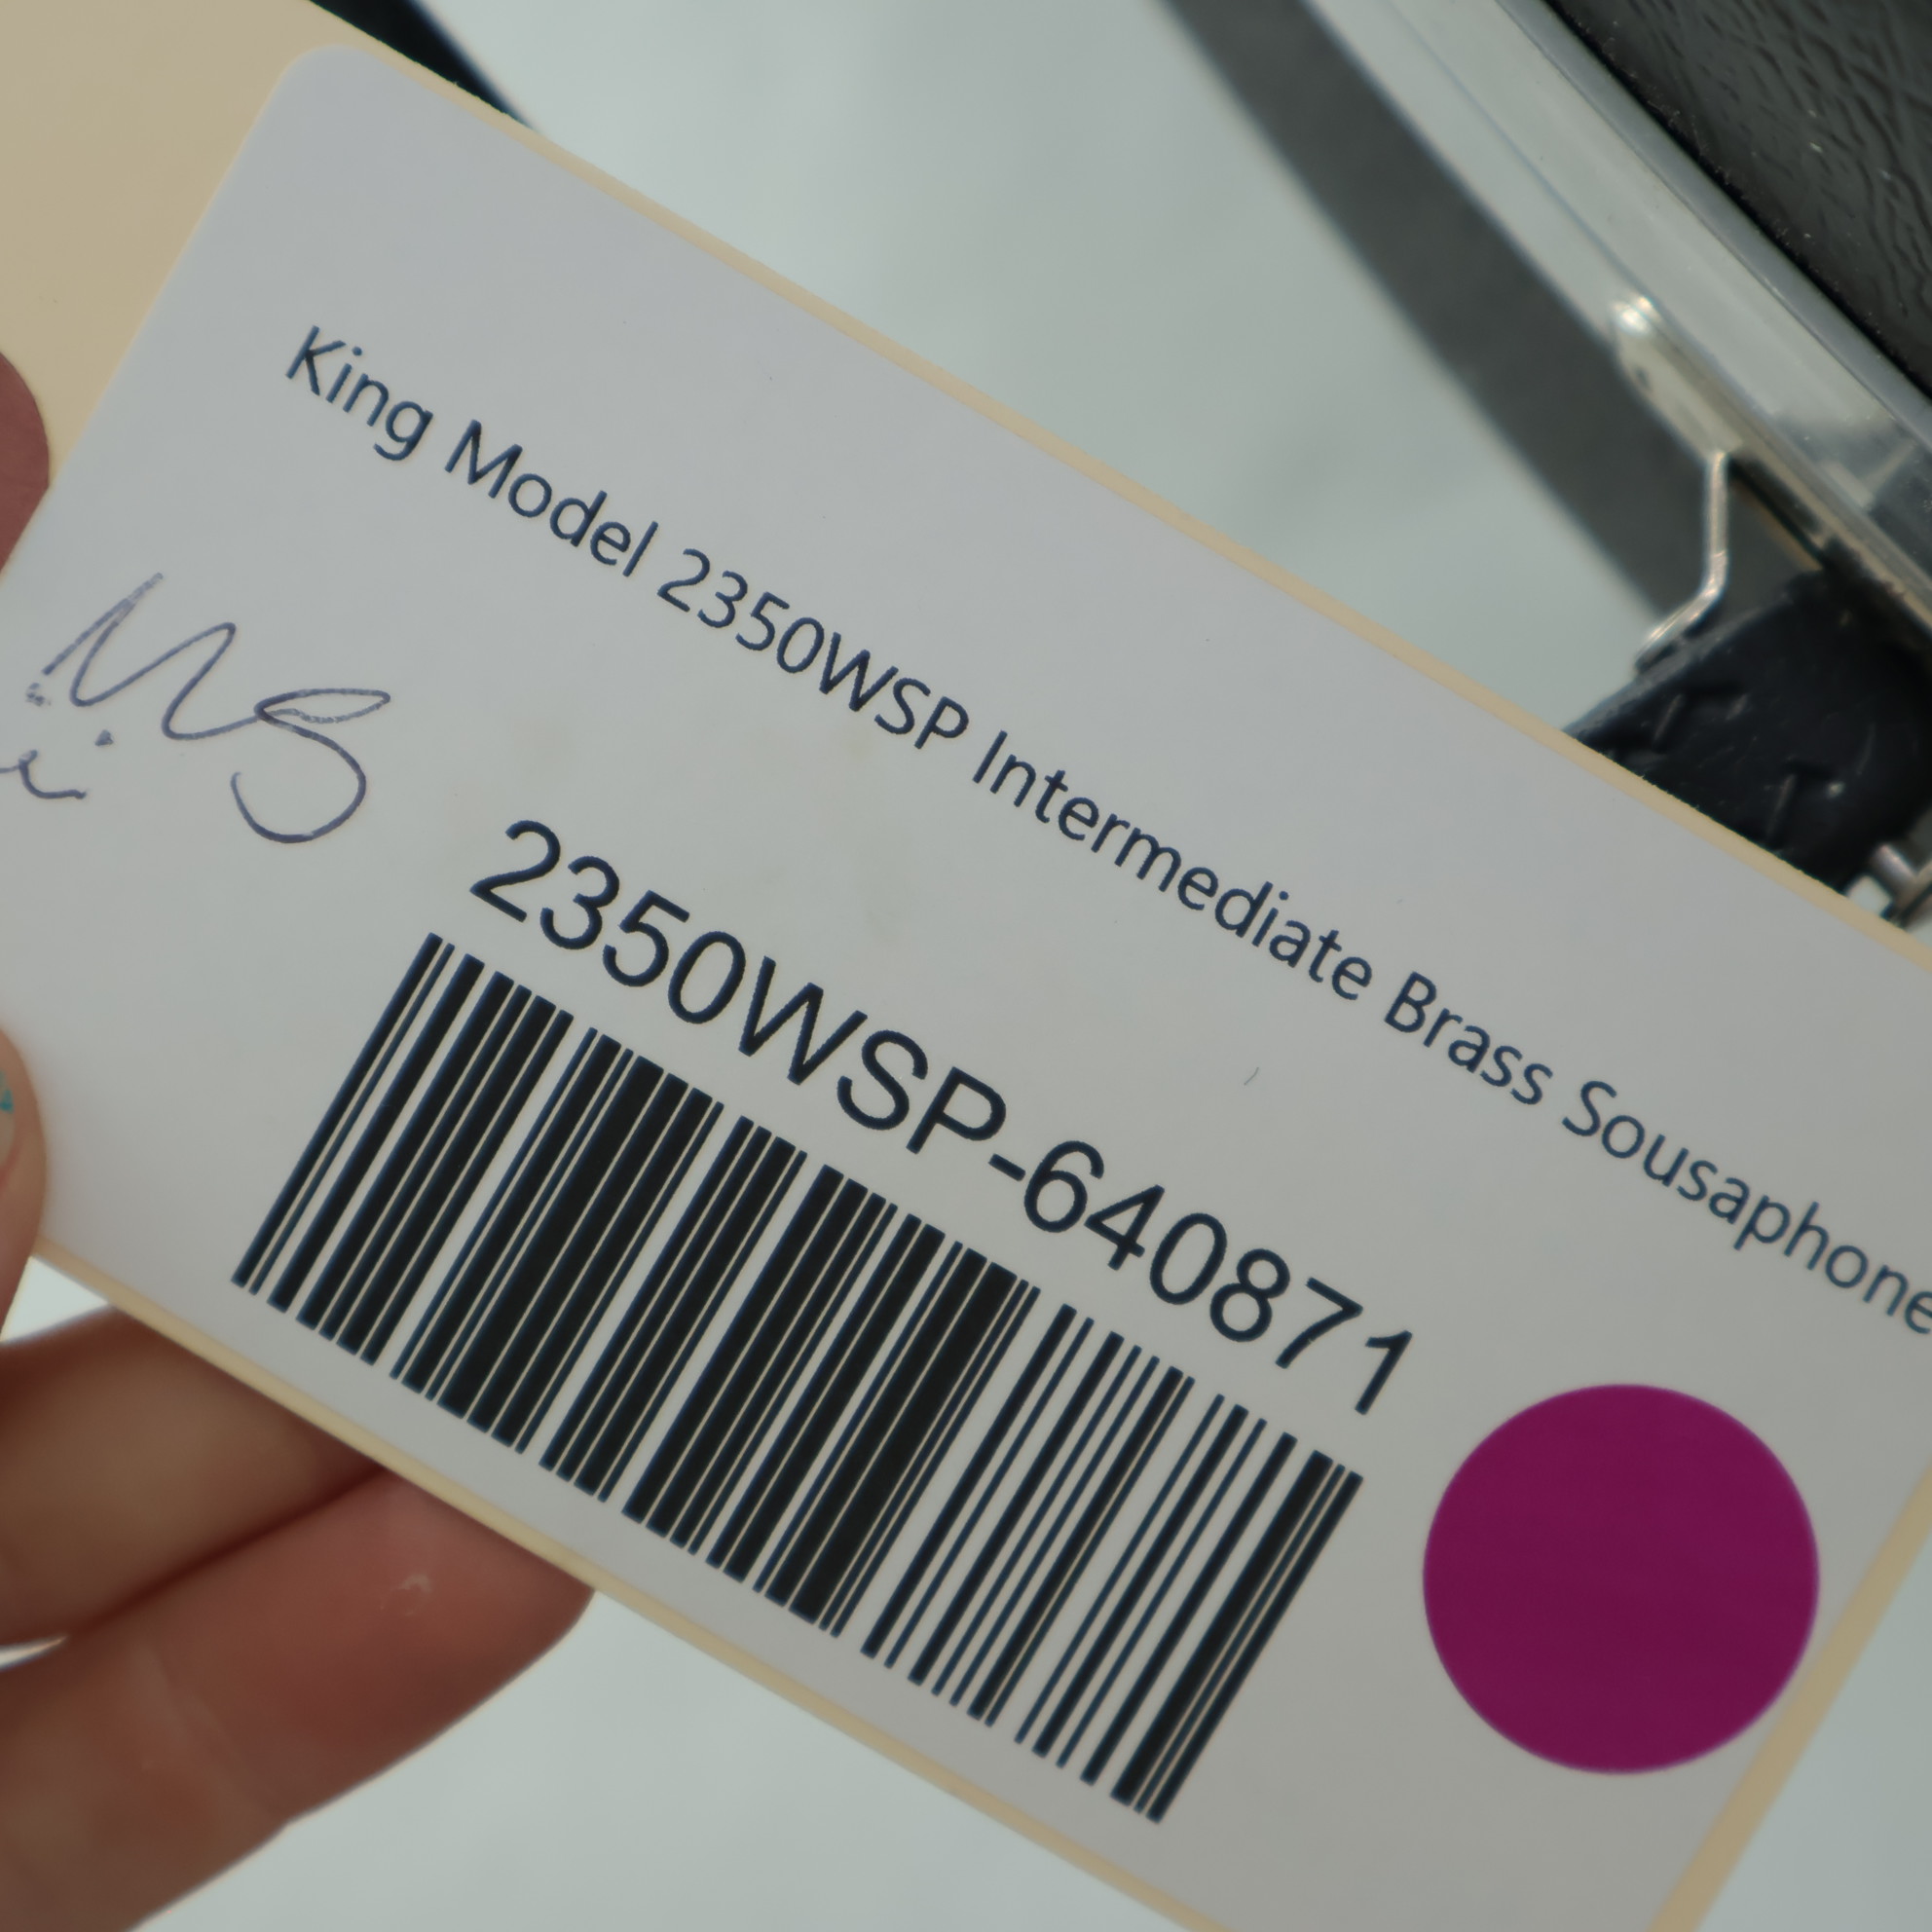 King Model 2350WSP Intermediate Brass Sousaphone
2350WSP-640871